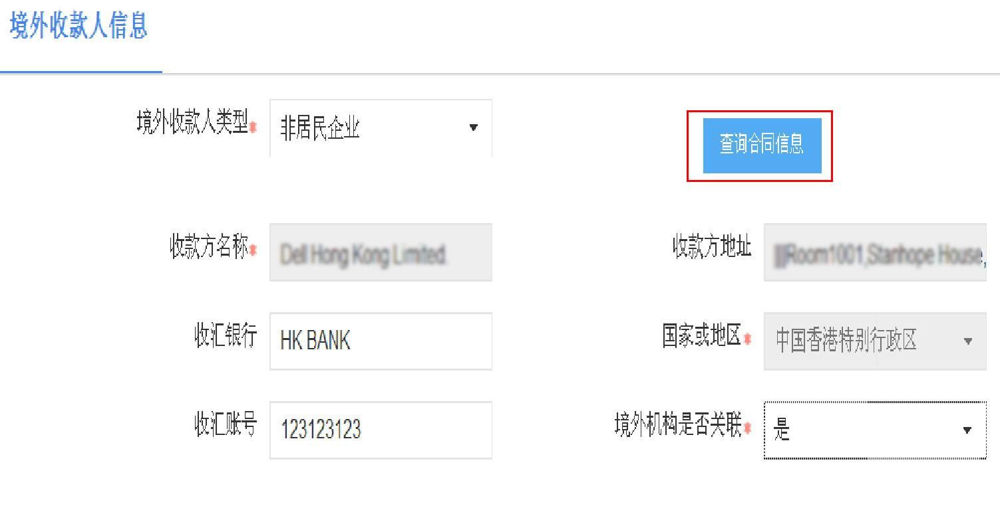 境外收款人信息
境外收款人类型* 非居民企业
查询合同信息
收款方名称* Dell Hong Kong Limited.
收款方地址 Room1001,Stanhope House,
收汇银行 HK BANK
国家或地区* 中国香港特别行政区
收汇账号 123123123
境外机构是否关联* 是